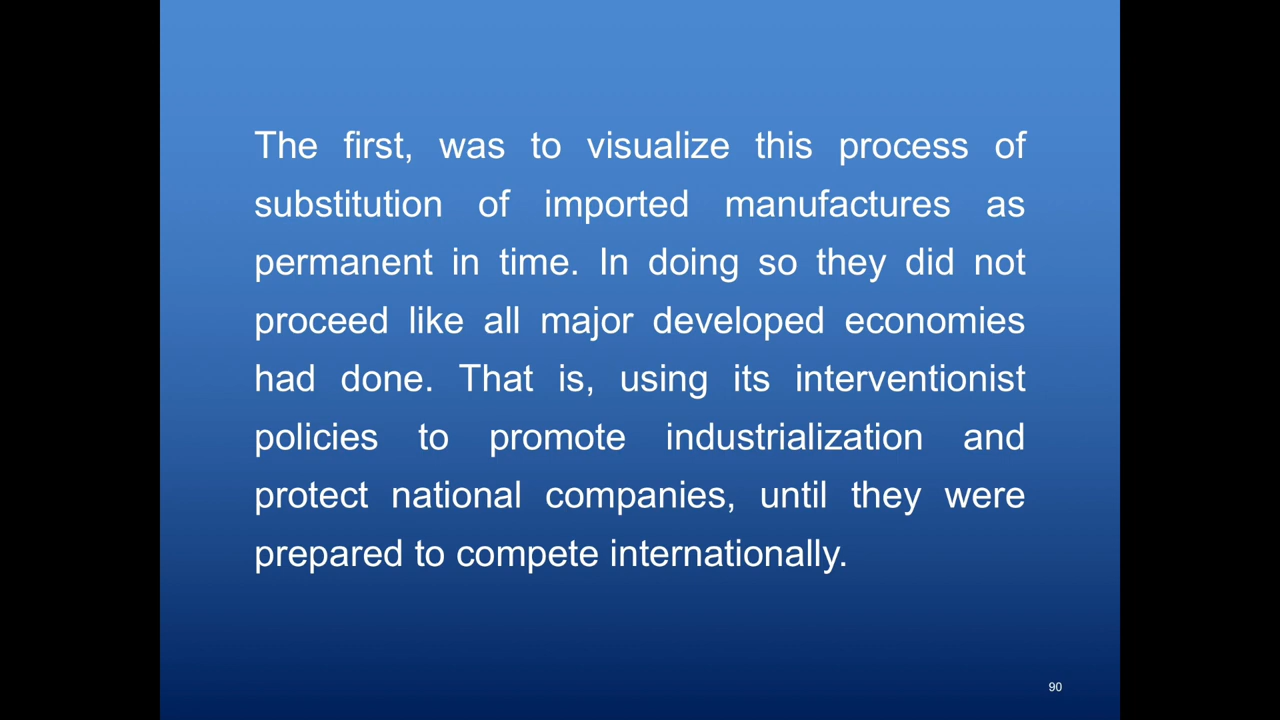 The first, was to visualize this process of
substitution of imported manufactures as
permanent in time. In doing so they did not
proceed like all major developed economies
had done. That is, using its interventionist
policies to promote industrialization and
protect national companies, until they were
prepared to compete internationally.
90